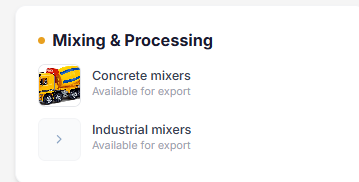 Mixing & Processing
Concrete mixers
Available for export
Industrial mixers
Available for export